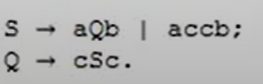 S → aQb | accb;
Q → cSc.